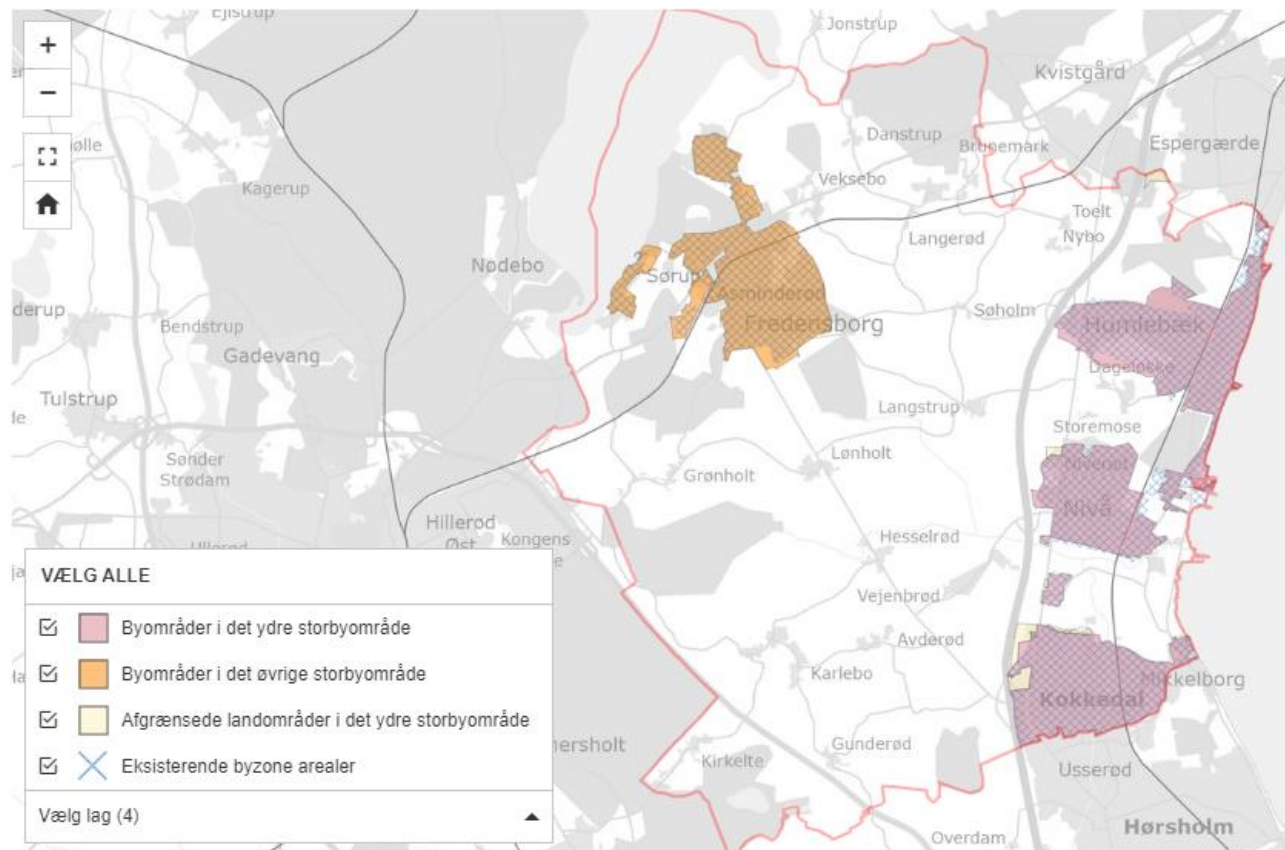 Ejlstrup
Jonstrup
+
−
Kvistgård
Danstrup
Brunemark
Espergærde
Kagerup
Veksebo
Toelt
Nybo
Langerød
Nødebo
Sørup
Asminderød
Søholm
Bendstrup
Fredensborg
Humlebæk
Gadevang
Dageløkke
Tulstrup
Langstrup
Storemose
Sønder
Strødam
Grønholt
Lønholt
Niverød
Nivå
Hillerød
Øst
Kongens
Hesselrød
Ullerød
VÆLG ALLE
Vejenbrød
Byområder i det ydre storbyområde
Avderød
Byområder i det øvrige storbyområde
Karlebo
Mikkelborg
Kokkedal
Afgrænsede landområder i det ydre storbyområde
Gunderød
Kirkelte
Eksisterende byzone arealer
Usserød
Vælg lag (4)
Hørsholm
Overdam